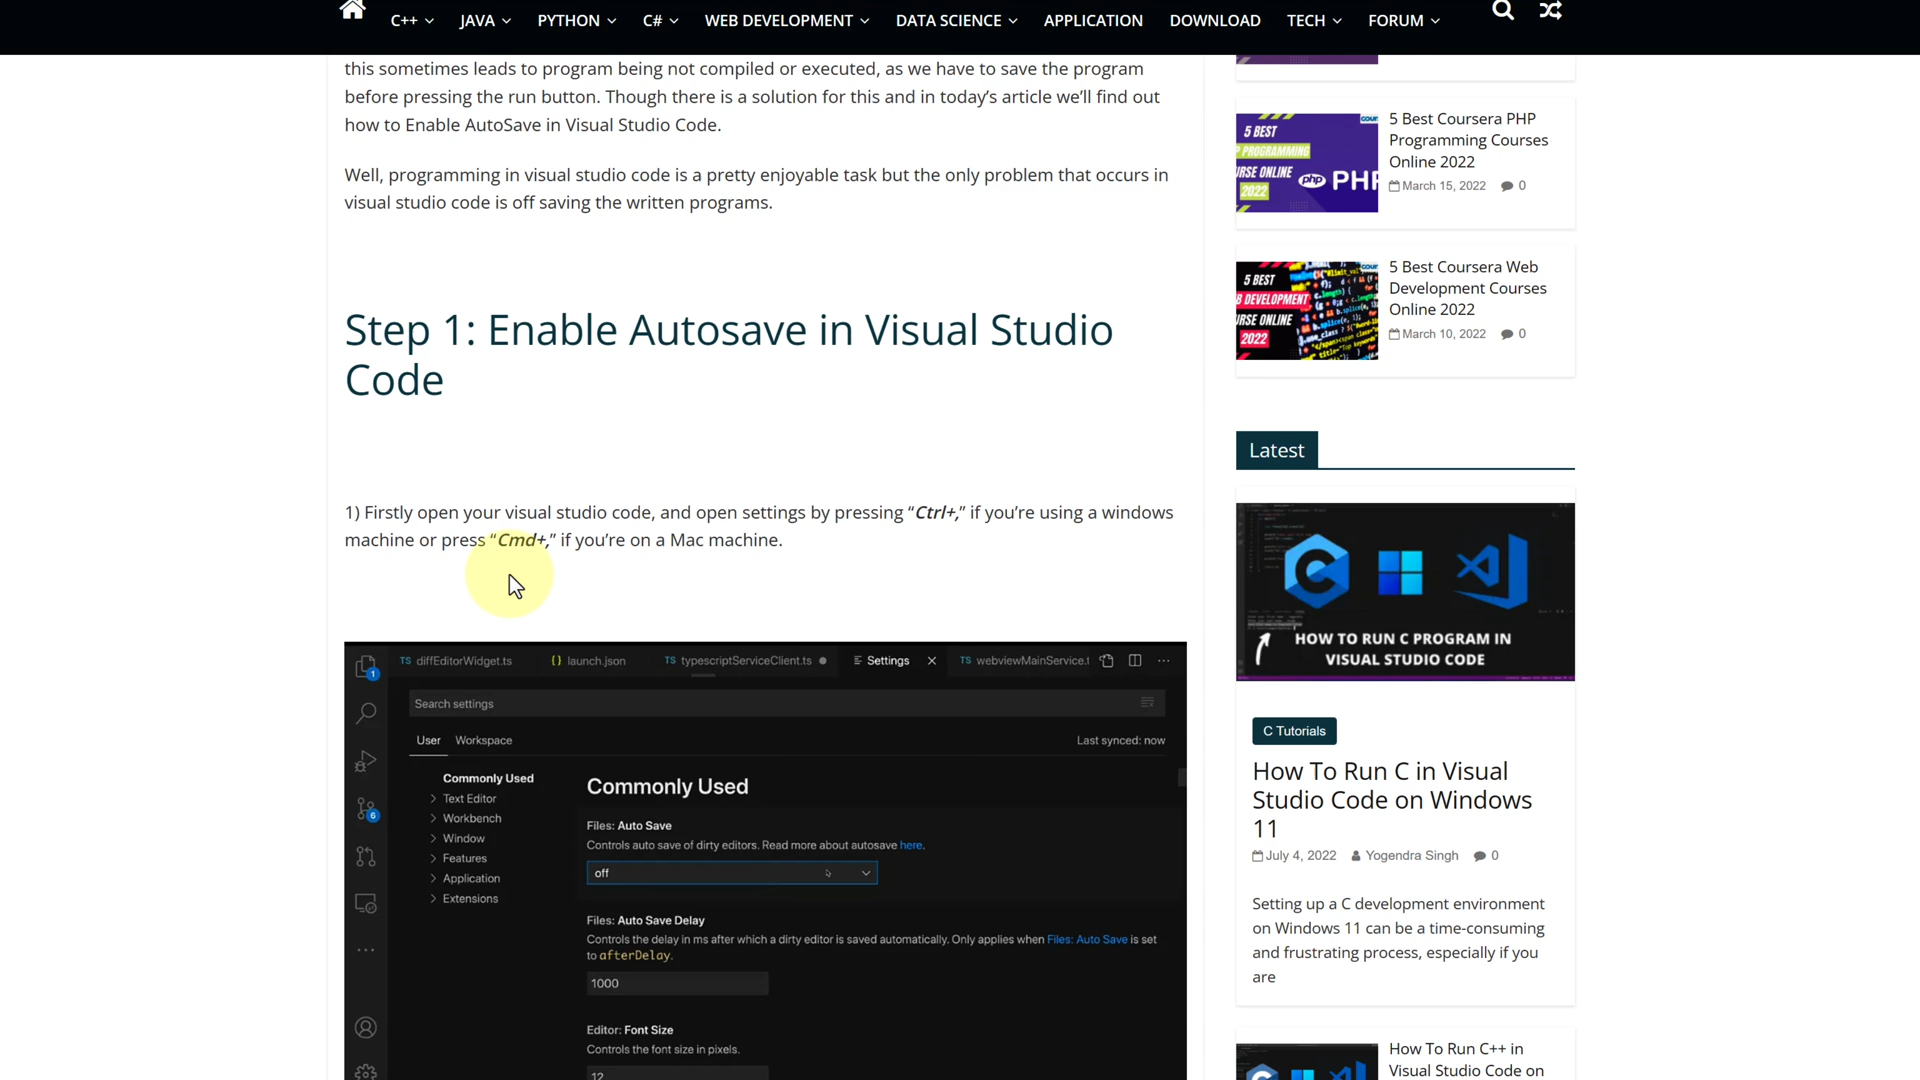 C++
JAVA
PYTHON
C#
WEB DEVELOPMENT
DATA SCIENCE
APPLICATION
DOWNLOAD
TECH
FORUM
this sometimes leads to program being not compiled or executed, as we have to save the program
before pressing the run button. Though there is a solution for this and in today's article we'll find out
how to Enable AutoSave in Visual Studio Code.
Well, programming in visual studio code is a pretty enjoyable task but the only problem that occurs in
visual studio code is off saving the written programs.
Step 1: Enable Autosave in Visual Studio
Code
1) Firstly open your visual studio code, and open settings by pressing “Ctrl+,” if you're using a windows
machine or press “Cmd+,” if you're on a Mac machine.
TS diffEditorWidget.ts
{} launch.json
TS typescriptServiceClient.ts
Settings
TS webviewMainService.t
1
6
Search settings
User
Workspace
Last synced: now
Commonly Used
Text Editor
Workbench
Window
Features
Application
Extensions
Commonly Used
Files: Auto Save
Controls auto save of dirty editors. Read more about autosave here.
off
Files: Auto Save Delay
Controls the delay in ms after which a dirty editor is saved automatically. Only applies when Files: Auto Save is set
to afterDelay.
1000
Editor: Font Size
Controls the font size in pixels.
12
5 BEST
PROGRAMMING
URSE ONLINE
2022
php
PHP
5 Best Coursera PHP
Programming Courses
Online 2022
March 15, 2022
0
5 BEST
B DEVELOPMENT
URSE ONLINE
2022
5 Best Coursera Web
Development Courses
Online 2022
March 10, 2022
0
Latest
C
HOW TO RUN C PROGRAM IN
VISUAL STUDIO CODE
C Tutorials
How To Run C in Visual
Studio Code on Windows
11
July 4, 2022
Yogendra Singh
0
Setting up a C development environment
on Windows 11 can be a time-consuming
and frustrating process, especially if you
are
How To Run C++ in
Visual Studio Code on